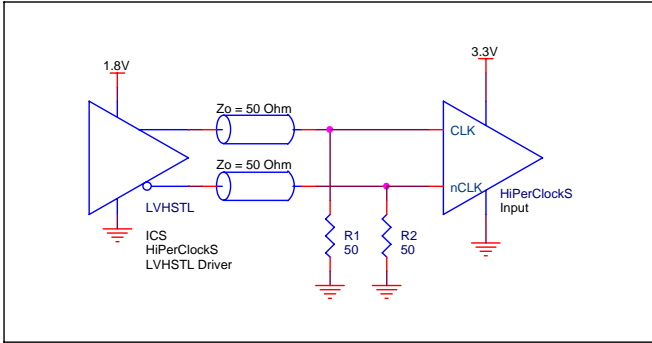 1.8V
3.3V
Zo = 50 Ohm
CLK
Zo = 50 Ohm
nCLK
LVHSTL
HiPerClockS
Input
ICS
HiPerClockS
LVHSTL Driver
R1
50
R2
50